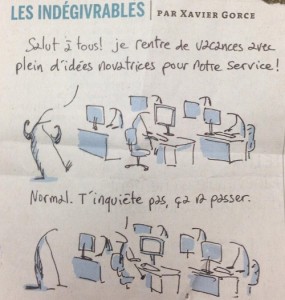 LES INDÉGIVRABLES PAR XAVIER GORCE
Salut à tous! je rentre de vacances avec
plein d'idées novatrices pour notre service!
Normal. T'inquiète pas, ça va passer.